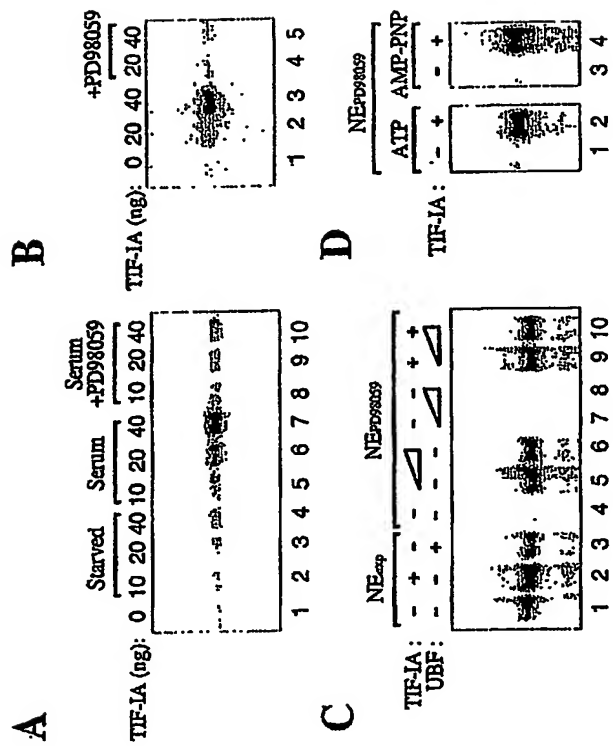 A
Starved Serum Serum +PD98059
TIF-IA (ng): 0 10 20 40 10 20 40 10 20 40
1 2 3 4 5 6 7 8 9 10
B
+PD98059
TIF-IA (ng): 0 20 40 20 40
1 2 3 4 5
C
NEexp NEPD98059
TIF-IA : - + - - - - + +
UBF : - - + - - - -
1 2 3 4 5 6 7 8 9 10
D
NEPD98059
ATP AMP-PNP
TIF-IA : - + - +
1 2 3 4